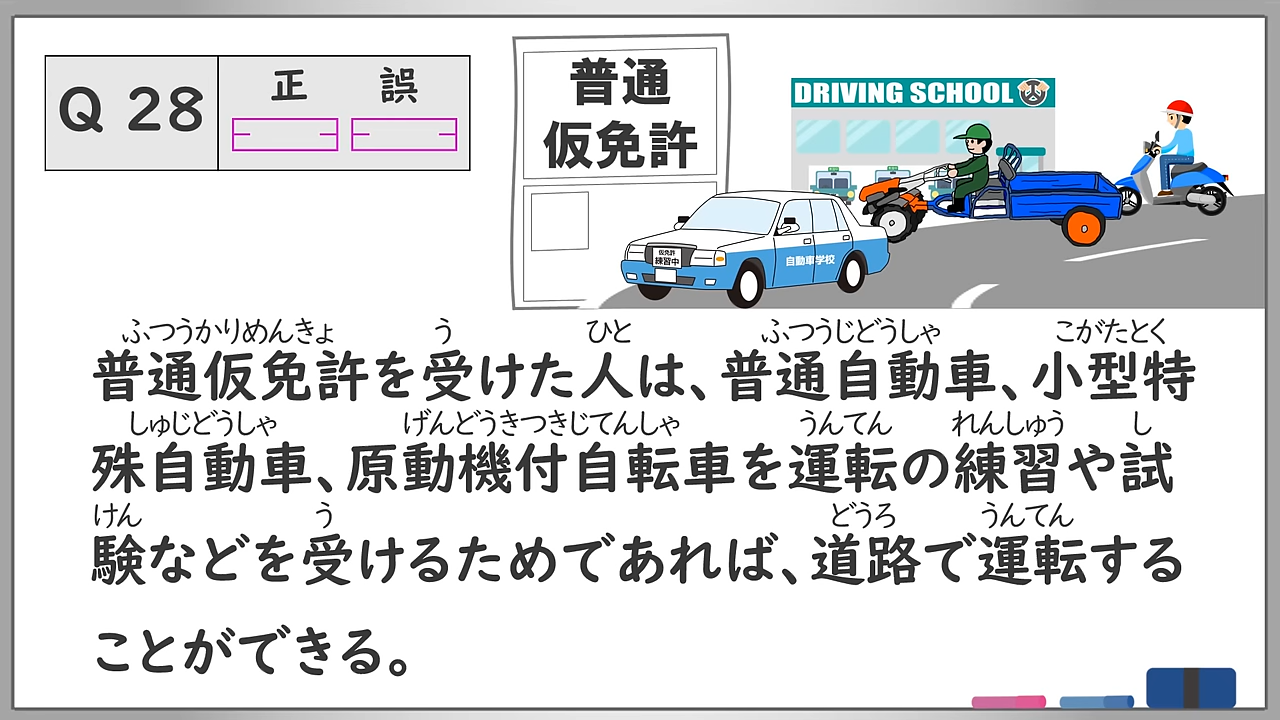 Q 28
正 誤
普通
仮免許
DRIVING SCHOOL
仮免許
練習中
自動車学校
ふつうかりめんきょ う ひと ふつうじどうしゃ こがたとく
普通仮免許を受けた人は、普通自動車、小型特
しゅじどうしゃ げんどうきつきじてんしゃ うんてん れんしゅう し
殊自動車、原動機付自転車を運転の練習や試
けん う どうろ うんてん
験などを受けるためであれば、道路で運転する
ことができる。